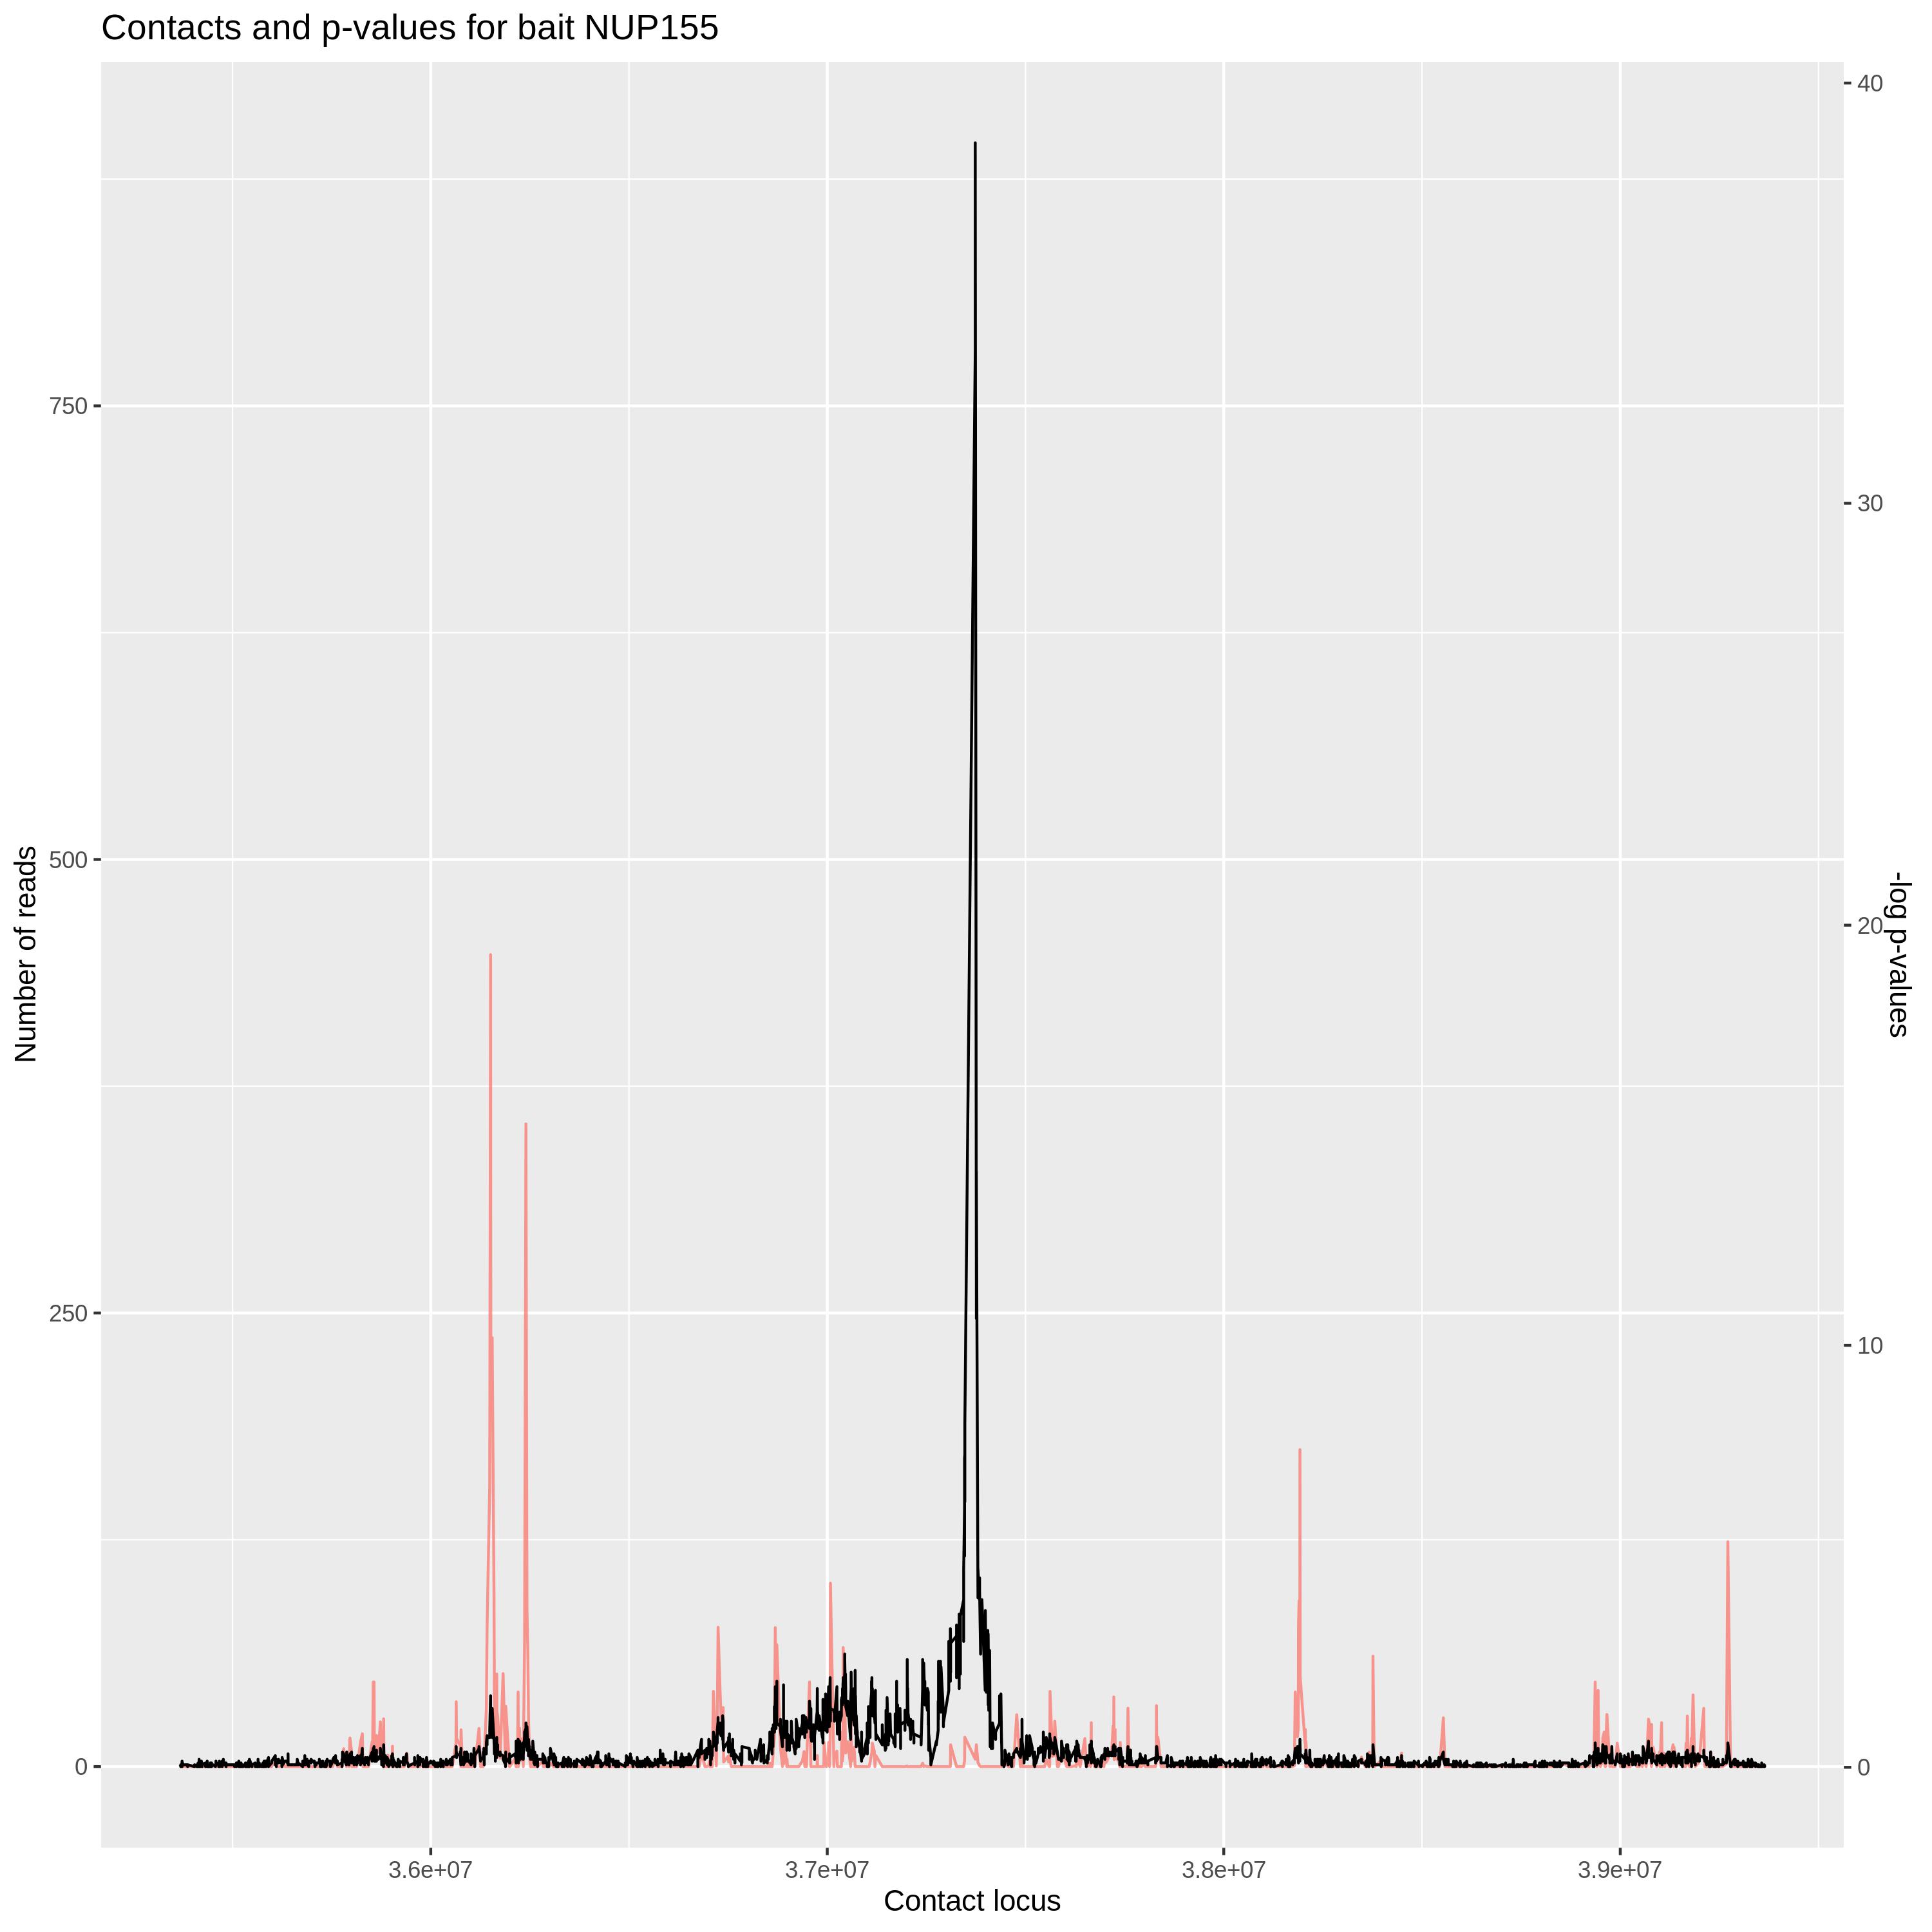 Contacts and p-values for bait NUP155
40
750
30
Number of reads
500
20
-log p-values
250
10
0
0
3.6e+07
3.7e+07
3.8e+07
3.9e+07
Contact locus